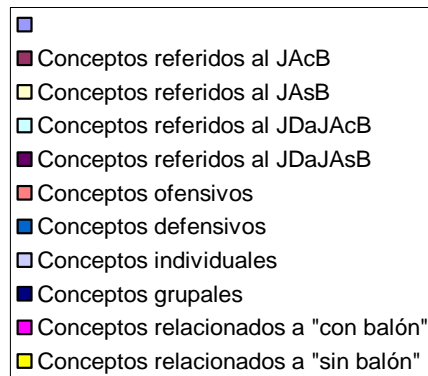 Conceptos referidos al JAcB
Conceptos referidos al JAsB
Conceptos referidos al JDaJAcB
Conceptos referidos al JDaJAsB
Conceptos ofensivos
Conceptos defensivos
Conceptos individuales
Conceptos grupales
Conceptos relacionados a "con balón"
Conceptos relacionados a "sin balón"